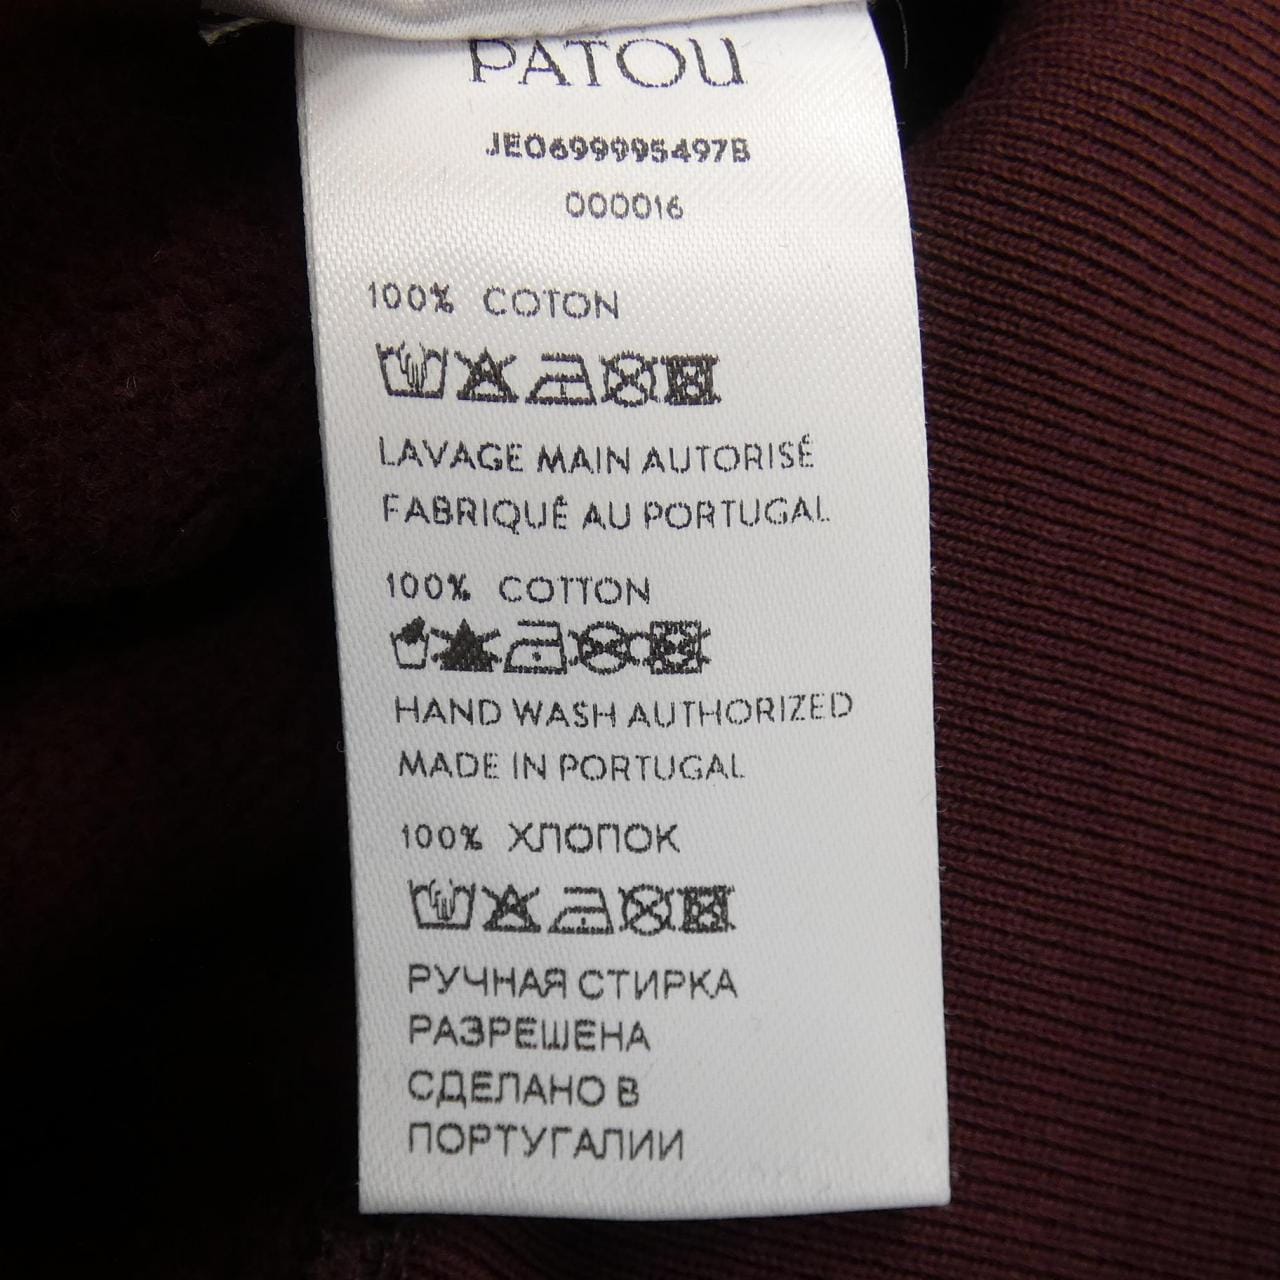 PATOU
JE0699995497B
000016
100% COTON
LAVAGE MAIN AUTORISÉ
FABRIQUÉ AU PORTUGAL
100% COTTON
HAND WASH AUTHORIZED
MADE IN PORTUGAL
100% ХЛОПОК
РУЧНАЯ СТИРКА
РАЗРЕШЕНА
СДЕЛАНО В
ПОРТУГАЛИИ